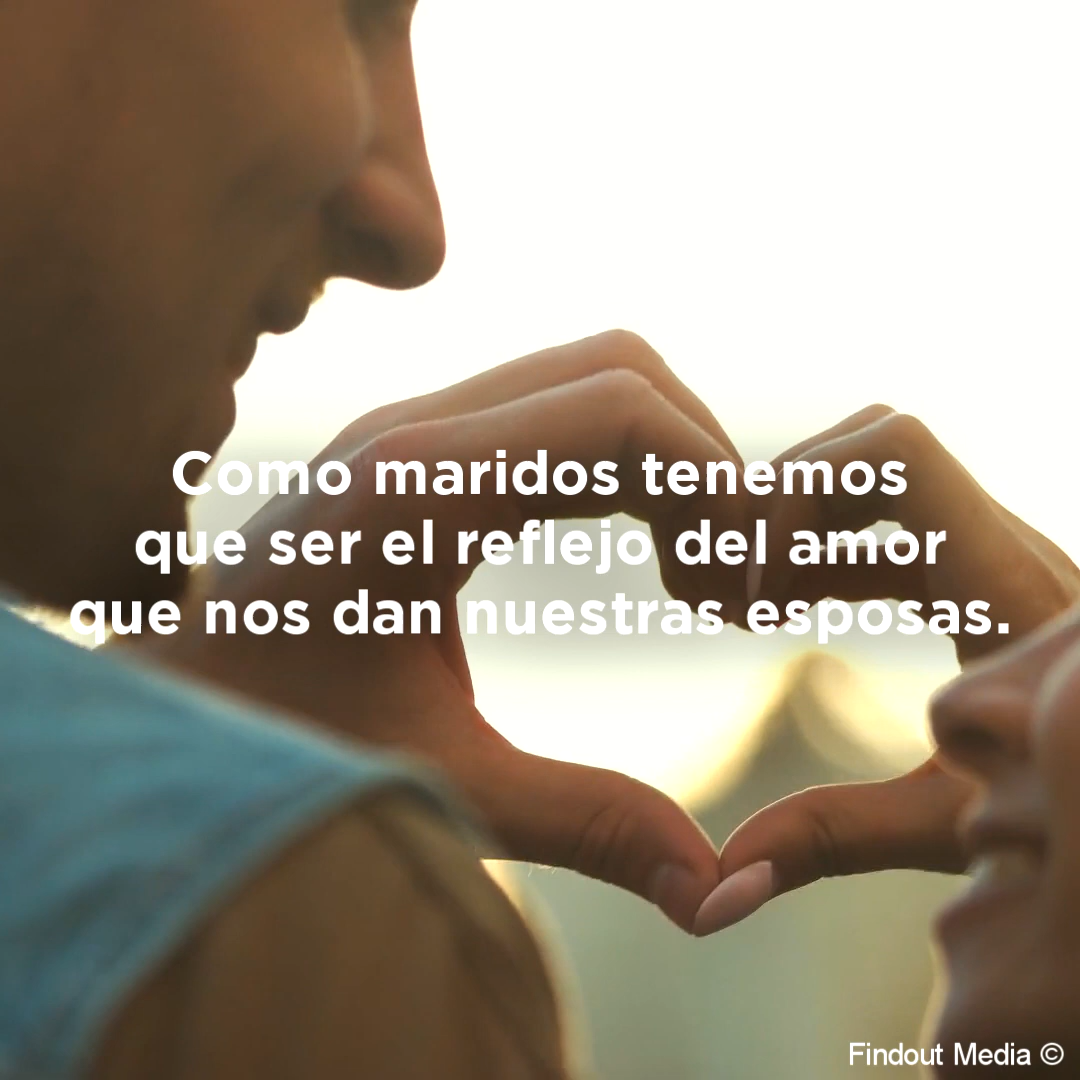 Como maridos tenemos
que ser el reflejo del amor
que nos dan nuestras esposas.
Findout Media ©